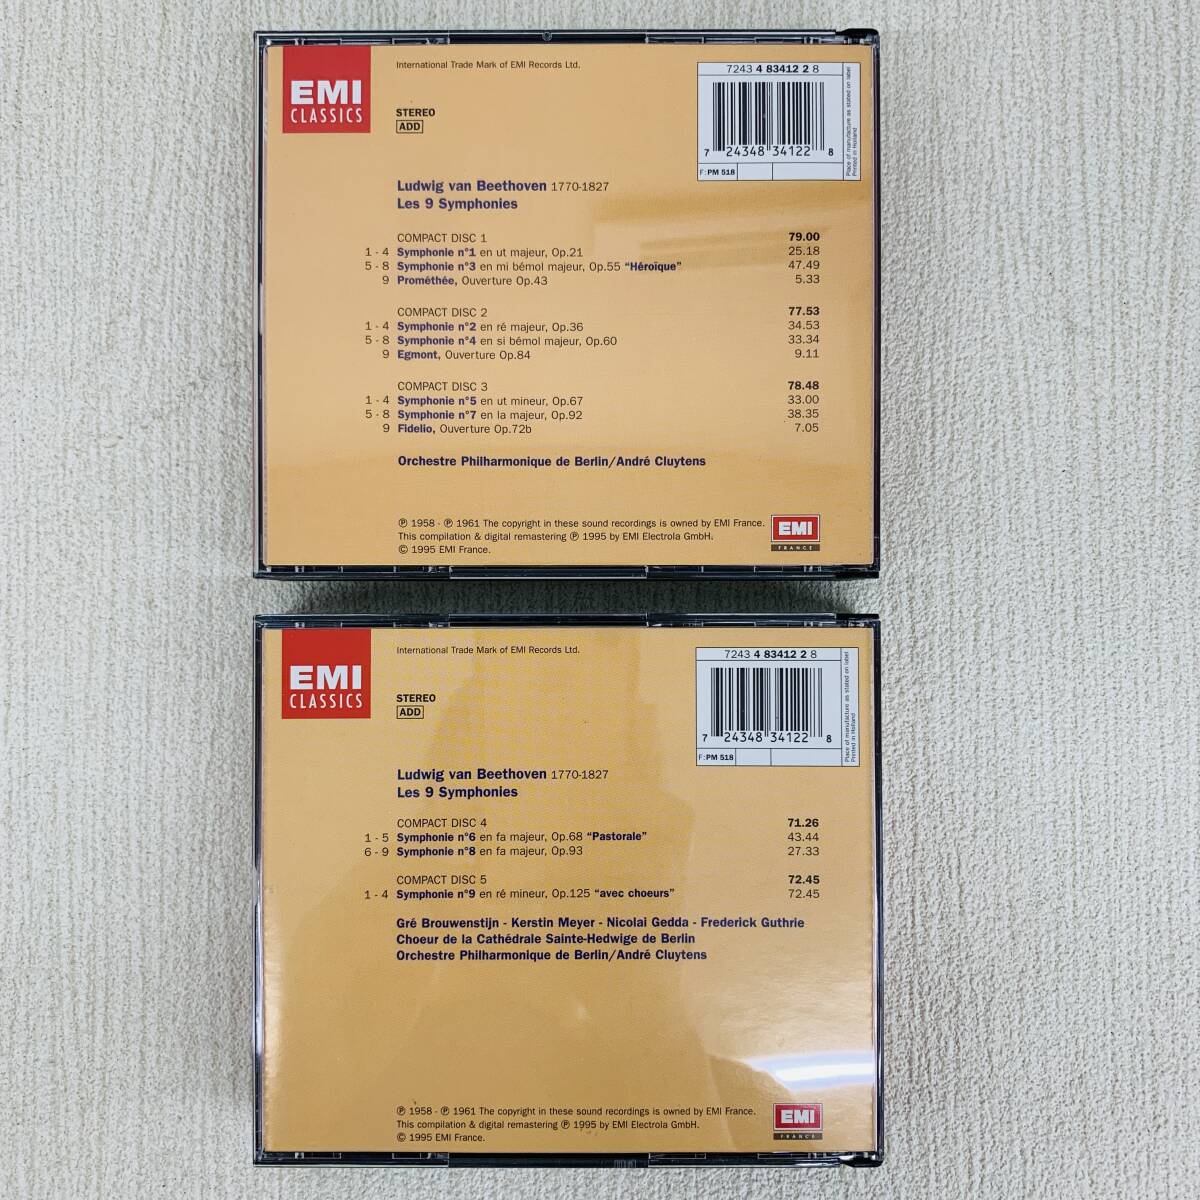 EMI
CLASSICS
International Trade Mark of EMI Records Ltd.
STEREO
ADD
7243 4 83412 2 8
7 24348 34122 8
F: PM 518
Place of manufacture as stated on label
Printed in Holland
Ludwig van Beethoven 1770-1827
Les 9 Symphonies
COMPACT DISC 1 79.00
1 - 4 Symphonie n°1 en ut majeur, Op.21 25.18
5 - 8 Symphonie n°3 en mi bémol majeur, Op.55 “Héroïque” 47.49
9 Prométhée, Ouverture Op.43 5.33
COMPACT DISC 2 77.53
1 - 4 Symphonie n°2 en ré majeur, Op.36 34.53
5 - 8 Symphonie n°4 en si bémol majeur, Op.60 33.34
9 Egmont, Ouverture Op.84 9.11
COMPACT DISC 3 78.48
1 - 4 Symphonie n°5 en ut mineur, Op.67 33.00
5 - 8 Symphonie n°7 en la majeur, Op.92 38.35
9 Fidelio, Ouverture Op.72b 7.05
Orchestre Philharmonique de Berlin/André Cluytens
℗ 1958 - ℗ 1961 The copyright in these sound recordings is owned by EMI France.
This compilation & digital remastering ℗ 1995 by EMI Electrola GmbH.
© 1995 EMI France.
EMI
FRANCE
EMI
CLASSICS
International Trade Mark of EMI Records Ltd.
STEREO
ADD
7243 4 83412 2 8
7 24348 34122 8
F: PM 518
Place of manufacture as stated on label
Printed in Holland
Ludwig van Beethoven 1770-1827
Les 9 Symphonies
COMPACT DISC 4 71.26
1 - 5 Symphonie n°6 en fa majeur, Op.68 “Pastorale” 43.44
6 - 9 Symphonie n°8 en fa majeur, Op.93 27.33
COMPACT DISC 5 72.45
1 - 4 Symphonie n°9 en ré mineur, Op.125 “avec choeurs” 72.45
Gré Brouwenstijn - Kerstin Meyer - Nicolai Gedda - Frederick Guthrie
Choeur de la Cathédrale Sainte-Hedwige de Berlin
Orchestre Philharmonique de Berlin/André Cluytens
℗ 1958 - ℗ 1961 The copyright in these sound recordings is owned by EMI France.
This compilation & digital remastering ℗ 1995 by EMI Electrola GmbH.
© 1995 EMI France.
EMI
FRANCE